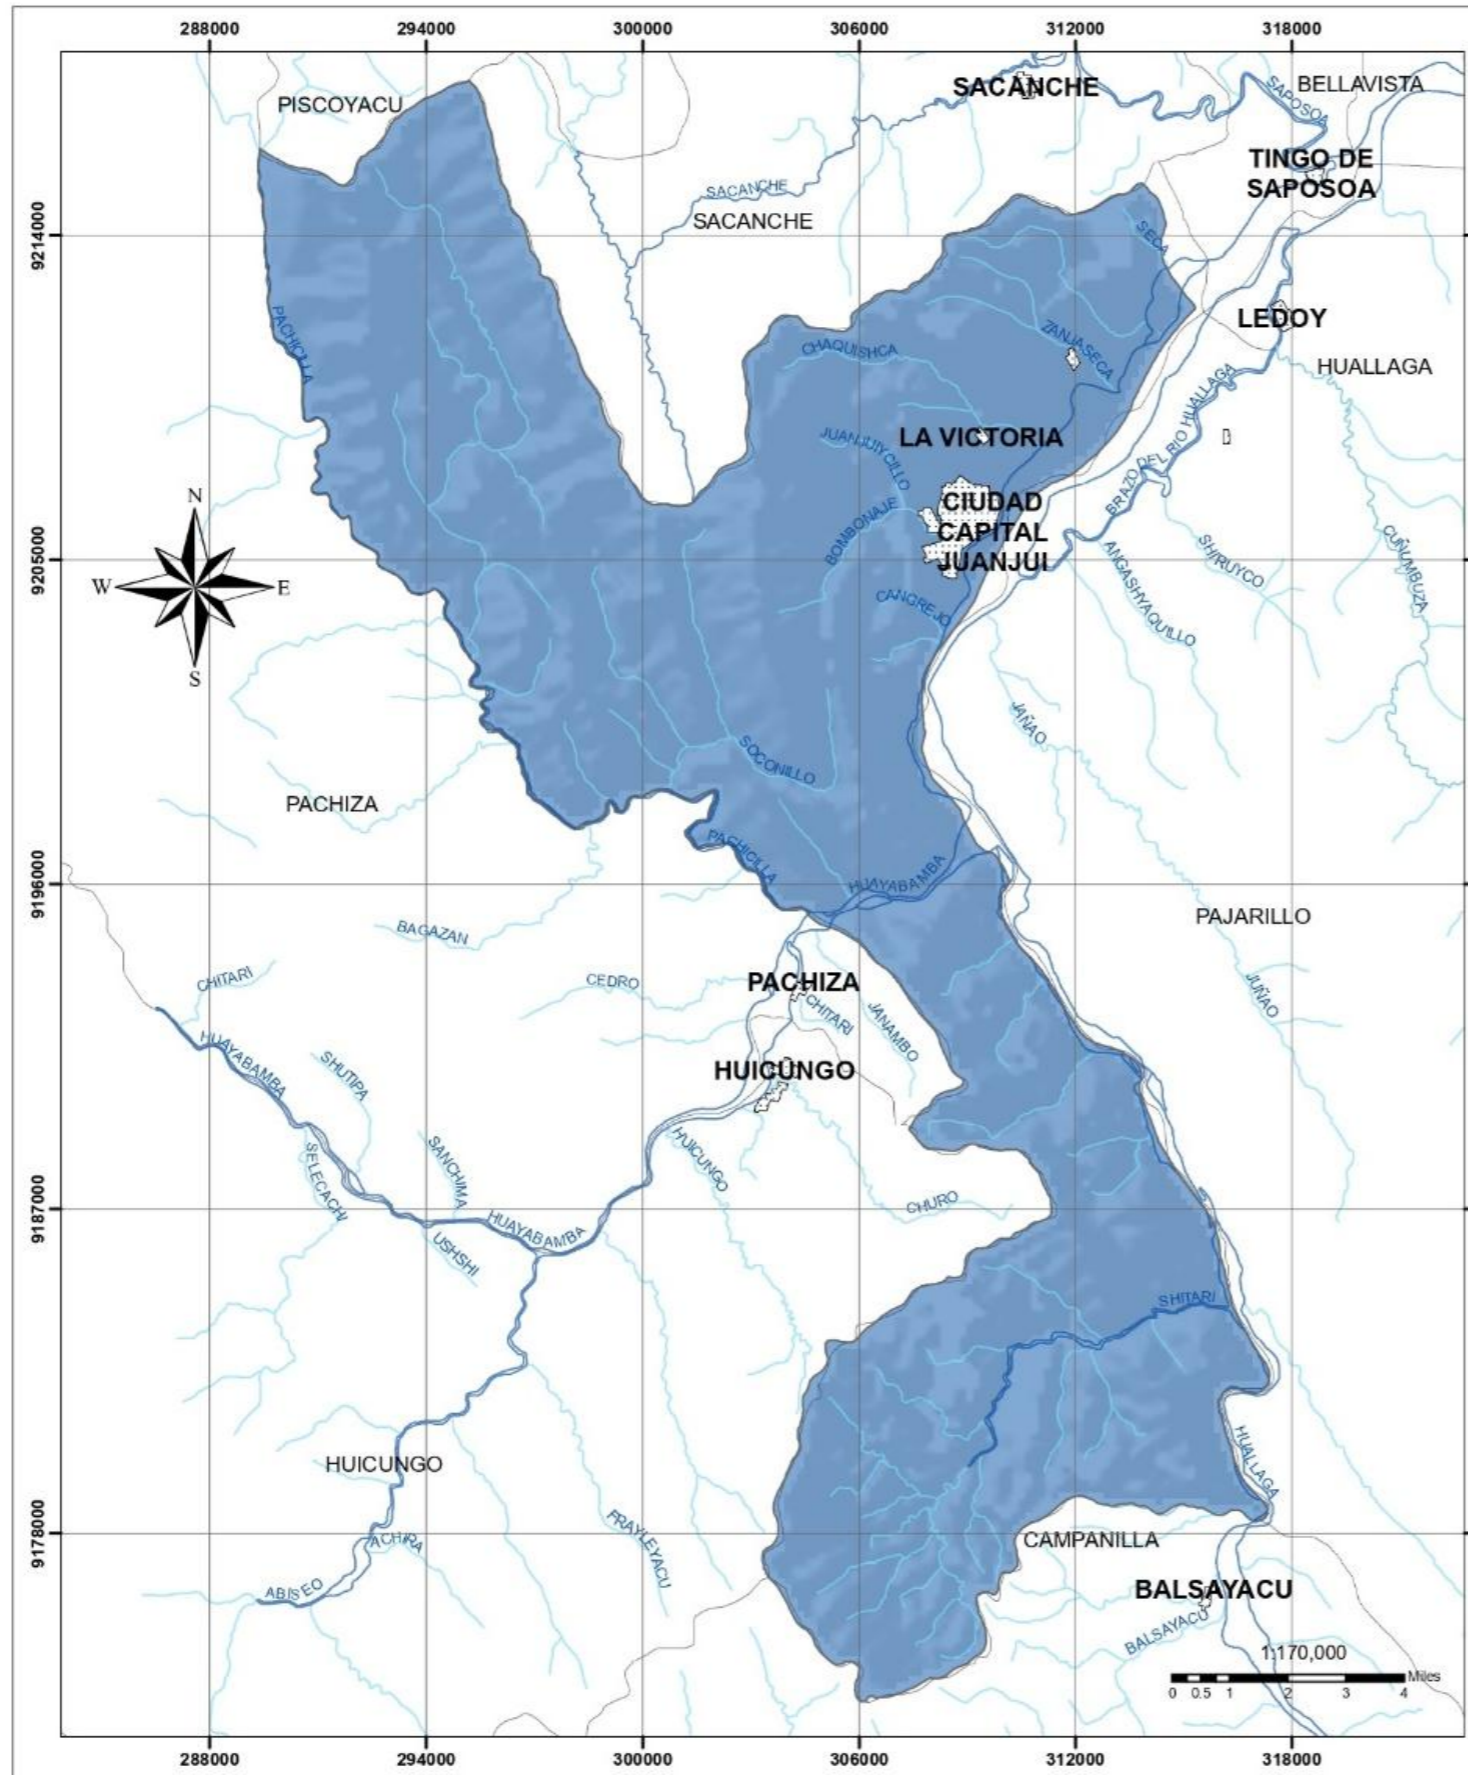 288000 294000 300000 306000 312000 318000
SACANCHE
BELLAVISTA
PISCOYACU
SAPOSOA
TINGO DE
SAPOSOA
SACANCHE
SACANCHE
9214000
SECA
PACHICILLA
LEDOY
ZANJASECA
CHAQUISHCA
HUALLAGA
LA VICTORIA
JUANJUIYCILLO
BRAZO DEL RIO HUALLAGA
CIUDAD
CAPITAL
JUANJUI
BOMBONAJE
N
W E
S
9205000
SHIRUYCO
CUÑUMBUZA
ANGASHYAQUILLO
CANGREJO
JAÑAO
SOCONILLO
PACHIZA
PACHICILLA
HUAYABAMBA
9196000
PAJARILLO
BAGAZAN
CHITARI
CEDRO
PACHIZA
CHITARI
JANAMBO
JUÑAO
HUAYABAMBA
SHUTIPA
HUICUNGO
HUICUNGO
SANCHIMA
SELECACHI
CHURO
9187000
HUAYABAMBA
USHSHI
SHITARI
HUALLAGA
HUICUNGO
9178000
FRAYLEYACU
ACHIRA
CAMPANILLA
ABISEO
BALSAYACU
BALSAYACU
1:170,000
Miles
0 0.5 1 2 3 4
288000 294000 300000 306000 312000 318000